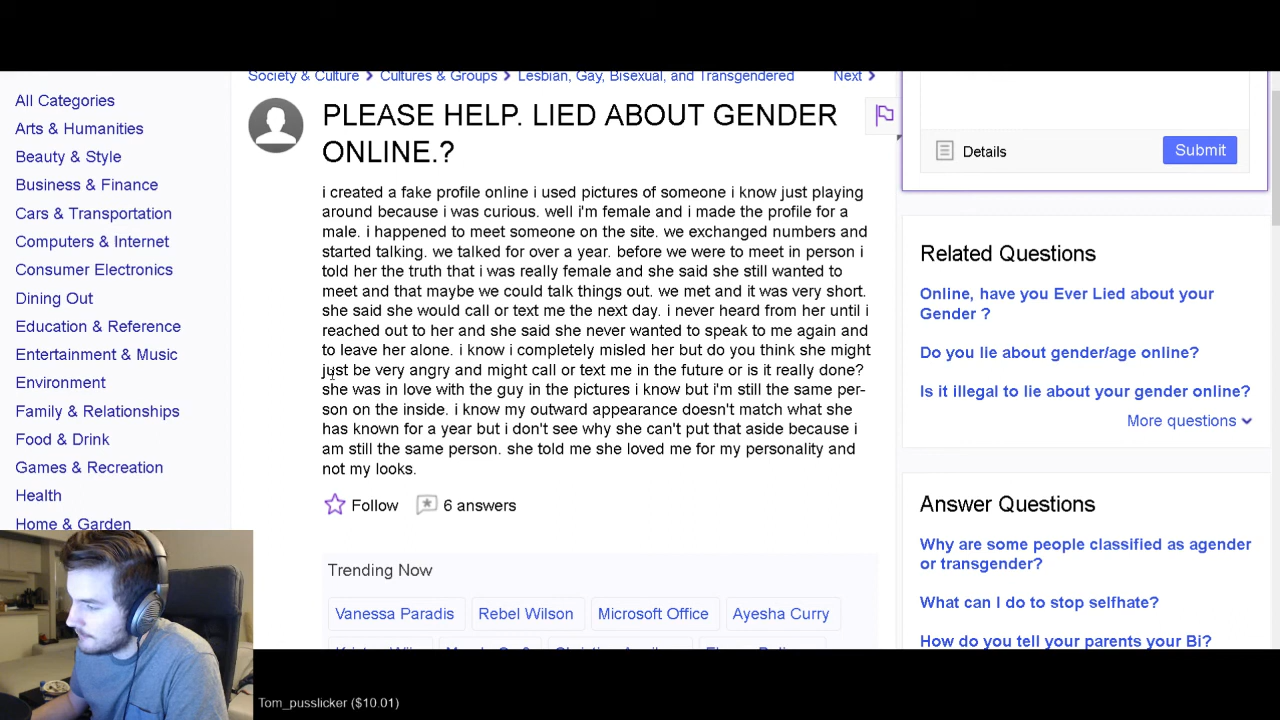 Society & Culture > Cultures & Groups > Lesbian, Gay, Bisexual, and Transgendered
Next >
All Categories
Arts & Humanities
Beauty & Style
Business & Finance
Cars & Transportation
Computers & Internet
Consumer Electronics
Dining Out
Education & Reference
Entertainment & Music
Environment
Family & Relationships
Food & Drink
Games & Recreation
Health
Home & Garden
PLEASE HELP. LIED ABOUT GENDER
ONLINE.?
i created a fake profile online i used pictures of someone i know just playing
around because i was curious. well i'm female and i made the profile for a
male. i happened to meet someone on the site. we exchanged numbers and
started talking. we talked for over a year. before we were to meet in person i
told her the truth that i was really female and she said she still wanted to
meet and that maybe we could talk things out. we met and it was very short.
she said she would call or text me the next day. i never heard from her until i
reached out to her and she said she never wanted to speak to me again and
to leave her alone. i know i completely misled her but do you think she might
just be very angry and might call or text me in the future or is it really done?
she was in love with the guy in the pictures i know but i'm still the same per-
son on the inside. i know my outward appearance doesn't match what she
has known for a year but i don't see why she can't put that aside because i
am still the same person. she told me she loved me for my personality and
not my looks.
Follow
6 answers
Trending Now
Vanessa Paradis
Rebel Wilson
Microsoft Office
Ayesha Curry
Details
Submit
Related Questions
Online, have you Ever Lied about your
Gender ?
Do you lie about gender/age online?
Is it illegal to lie about your gender online?
More questions
Answer Questions
Why are some people classified as agender
or transgender?
What can I do to stop selfhate?
How do you tell your parents your Bi?
Tom_pusslicker ($10.01)